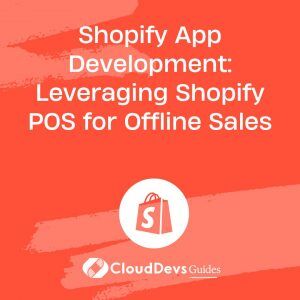 Shopify App
Development:
Leveraging Shopify
POS for Offline Sales
S
CloudDevs Guides